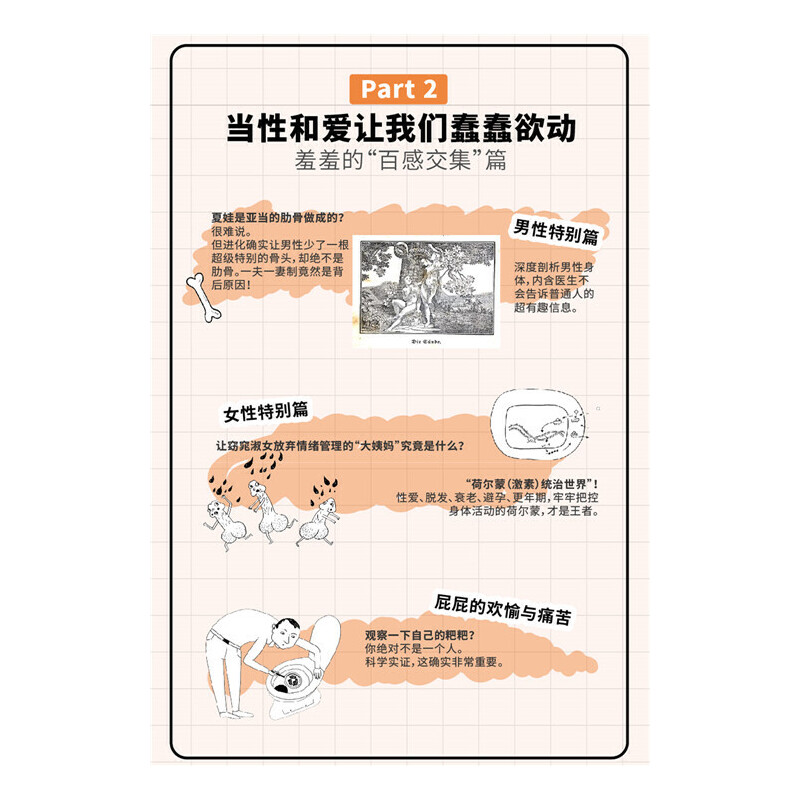 Part 2
当性和爱让我们蠢蠢欲动
羞羞的“百感交集”篇
夏娃是亚当的肋骨做成的？
很难说。
但进化确实让男性少了一根
超级特别的骨头，却绝不是
肋骨。一夫一妻制竟然是背
后原因！
男性特别篇
深度剖析男性身
体，内含医生不
会告诉普通人的
超有趣信息。
Die Sünde.
女性特别篇
让窈窕淑女放弃情绪管理的“大姨妈”究竟是什么？
“荷尔蒙（激素）统治世界”！
性爱、脱发、衰老、避孕、更年期，牢牢把控
身体活动的荷尔蒙，才是王者。
屁屁的欢愉与痛苦
观察一下自己的粑粑？
你绝对不是一个人。
科学实证，这确实非常重要。